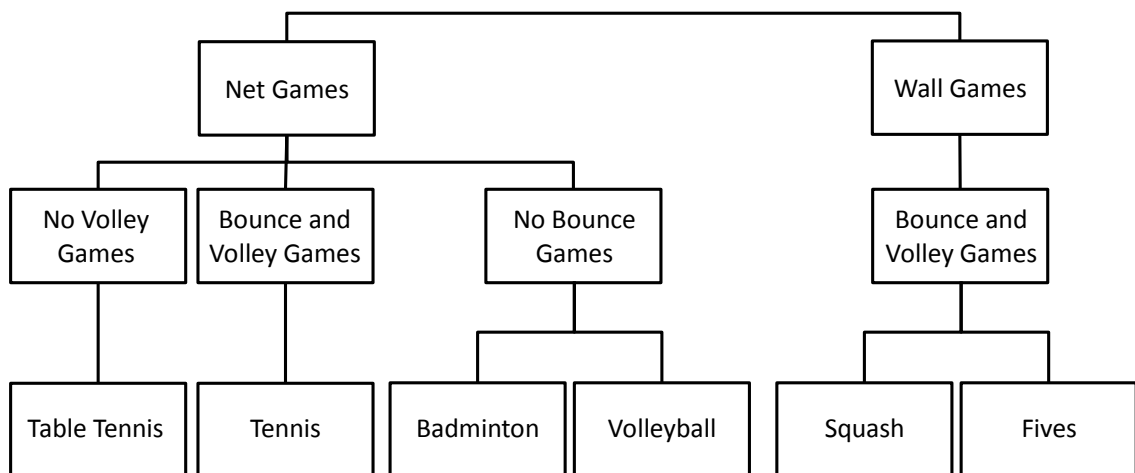 Net Games
Wall Games
No Volley
Games
Bounce and
Volley Games
No Bounce
Games
Bounce and
Volley Games
Table Tennis
Tennis
Badminton
Volleyball
Squash
Fives